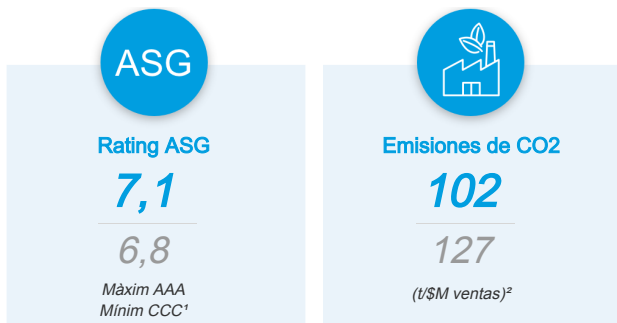 ASG
Rating ASG
7,1
6,8
Màxim AAA
Mínim CCC¹
Emisiones de CO2
102
127
(t/$M ventas)²